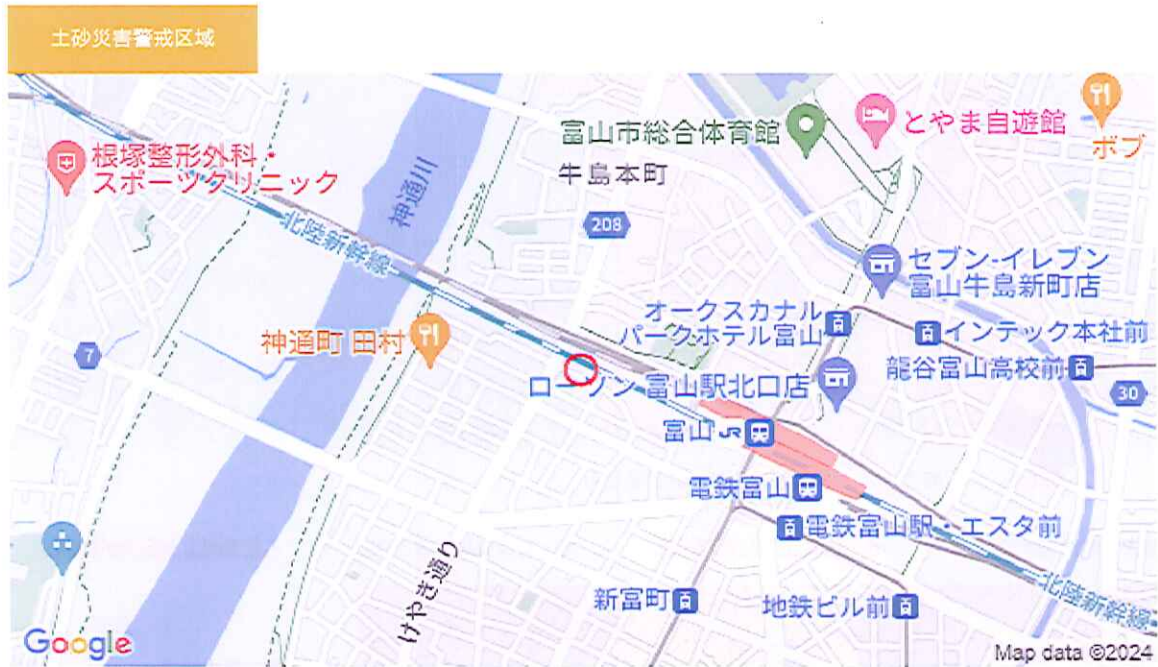 土砂災害警戒区域
富山市総合体育館
とやま自遊館
ボブ
根塚整形外科・
スポーツクリニック
牛島本町
神通川
208
北陸新幹線
セブン-イレブン
富山牛島新町店
オークスカナル
パークホテル富山
インテック本社前
神通町 田村
7
龍谷富山高校前
ローソン 富山駅北口店
30
富山JR
電鉄富山
電鉄富山駅・エスタ前
けやき通り
新富町
地鉄ビル前
北陸新幹線
Google
Map data ©2024